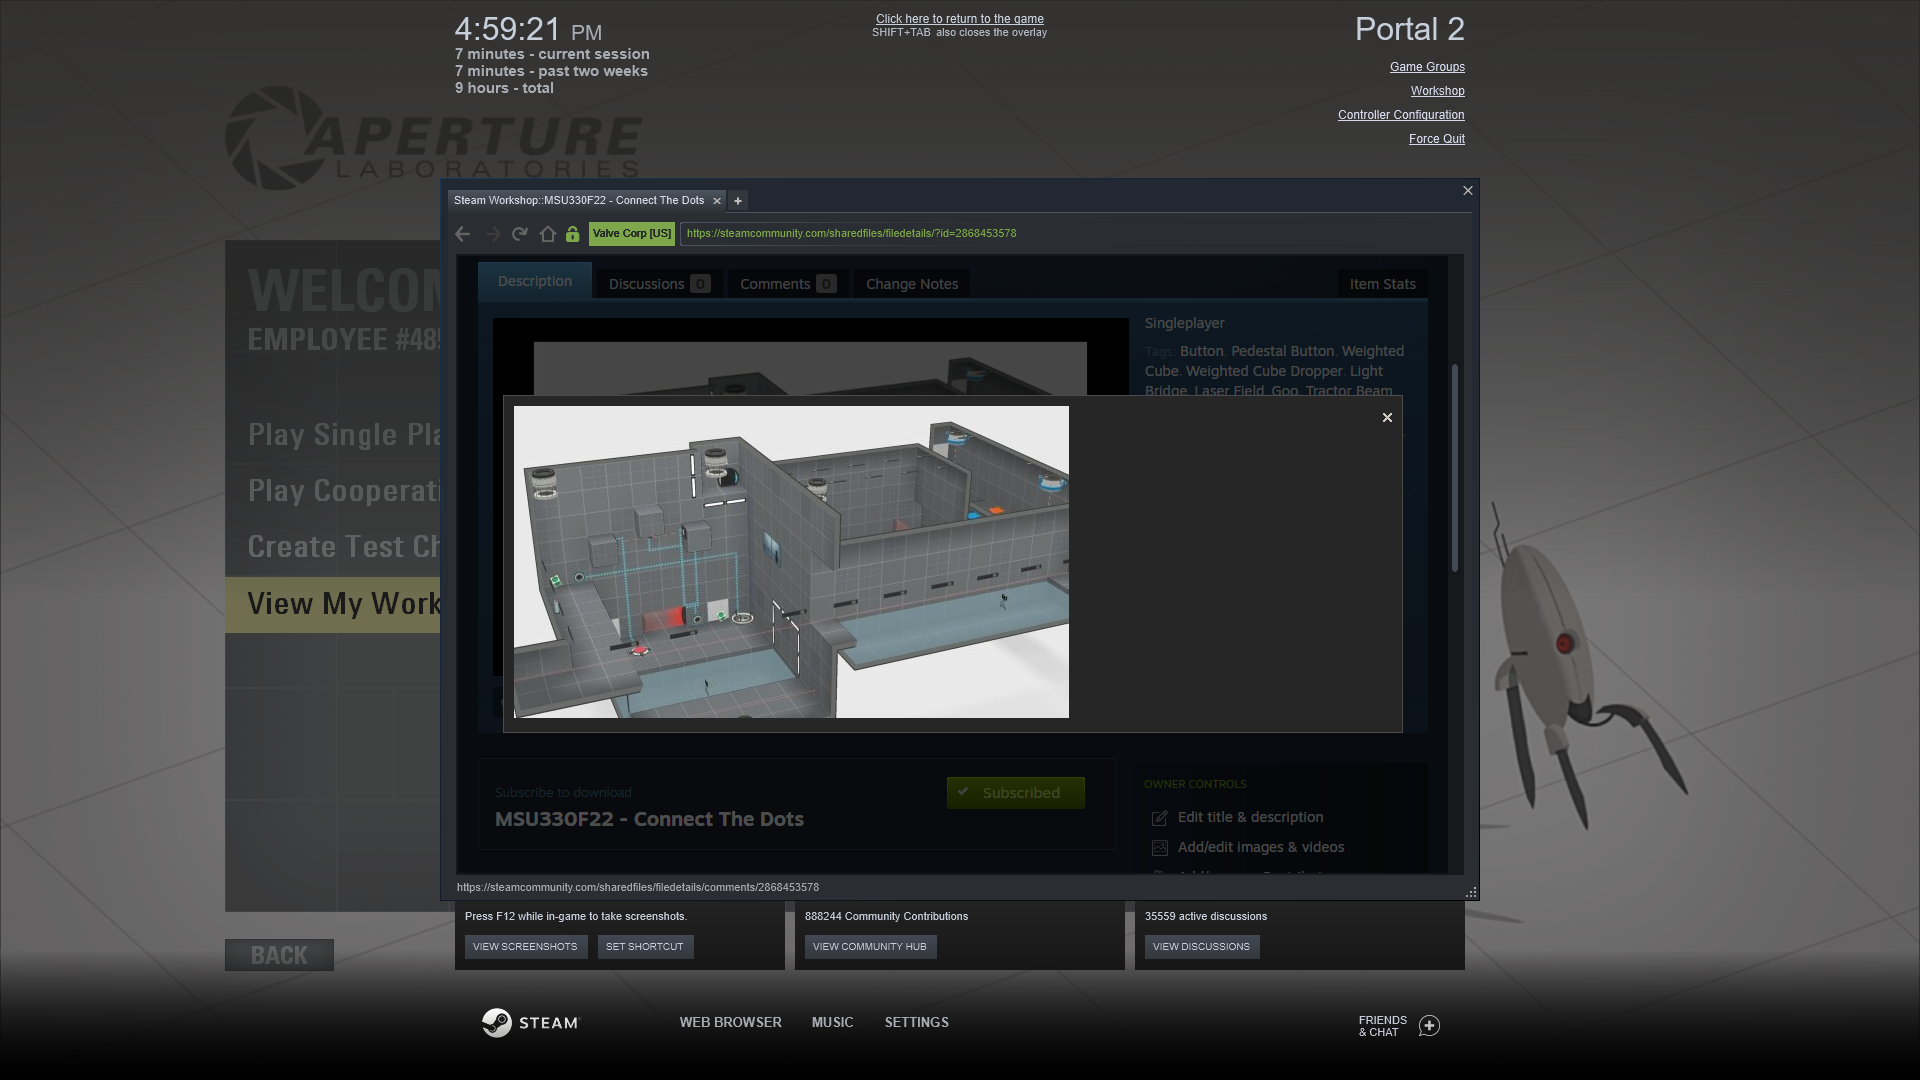 4:59:21 PM
7 minutes - current session
7 minutes - past two weeks
9 hours - total
Click here to return to the game
SHIFT+TAB also closes the overlay
Portal 2
Game Groups
Workshop
Controller Configuration
Force Quit
APERTURE
LABORATORIES
Steam Workshop::MSU330F22 - Connect The Dots
Valve Corp [US]
https://steamcommunity.com/sharedfiles/filedetails/?id=2868453578
WELCOM
EMPLOYEE #48
Play Single Pla
Play Cooperati
Create Test Ch
View My Work
BACK
Description
Discussions 0
Comments 0
Change Notes
Item Stats
Singleplayer
Tags: Button, Pedestal Button, Weighted
Cube, Weighted Cube Dropper, Light
Bridge, Laser Field, Goo, Tractor Beam,
Subscribe to download
MSU330F22 - Connect The Dots
Subscribed
OWNER CONTROLS
Edit title & description
Add/edit images & videos
https://steamcommunity.com/sharedfiles/filedetails/comments/2868453578
Press F12 while in-game to take screenshots.
VIEW SCREENSHOTS
SET SHORTCUT
888244 Community Contributions
VIEW COMMUNITY HUB
35559 active discussions
VIEW DISCUSSIONS
STEAM
WEB BROWSER
MUSIC
SETTINGS
FRIENDS
& CHAT